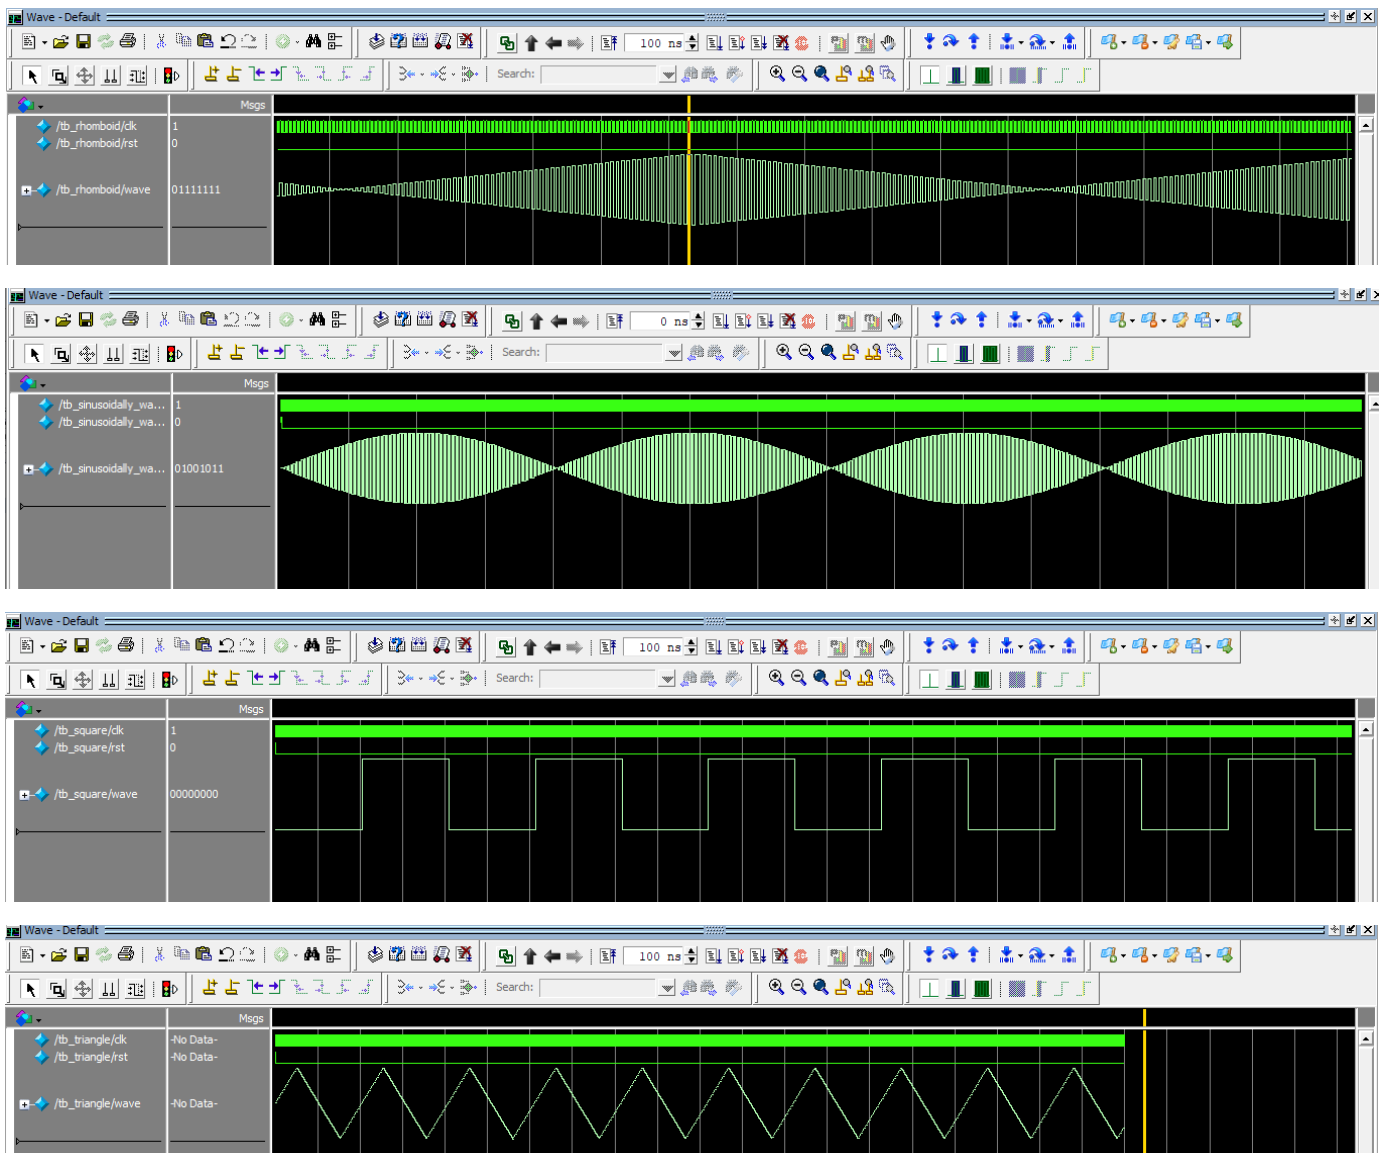 Wave - Default
100 ns
Search:
Msgs
/tb_rhomboid/clk 1
/tb_rhomboid/rst 0
/tb_rhomboid/wave 01111111
Wave - Default
0 ns
Search:
Msgs
/tb_sinusoidally_wa... 1
/tb_sinusoidally_wa... 0
/tb_sinusoidally_wa... 01001011
Wave - Default
100 ns
Search:
Msgs
/tb_square/clk 1
/tb_square/rst 0
/tb_square/wave 00000000
Wave - Default
100 ns
Search:
Msgs
/tb_triangle/clk -No Data-
/tb_triangle/rst -No Data-
/tb_triangle/wave -No Data-